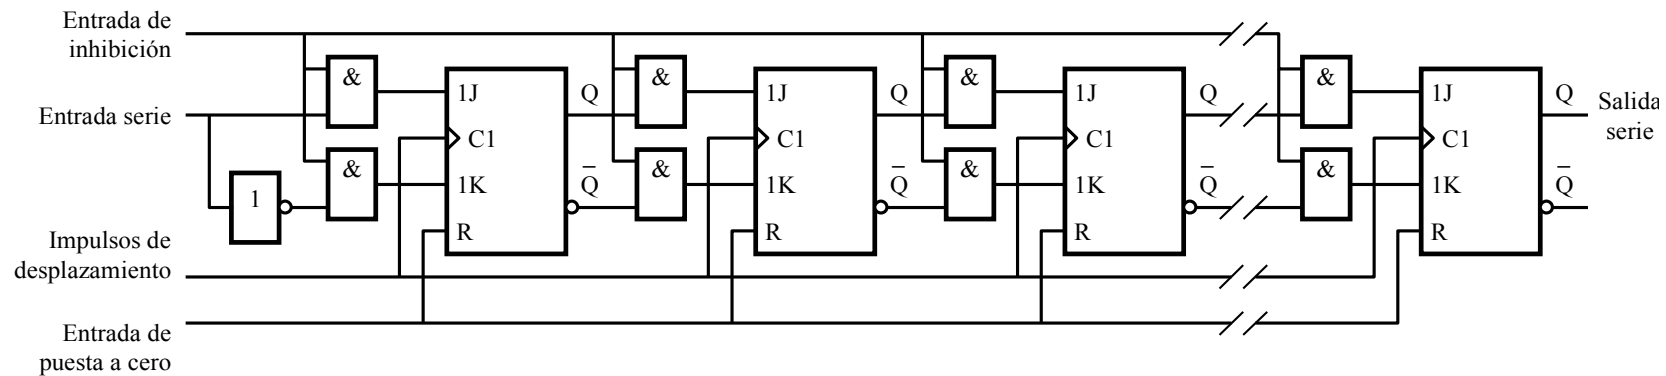 Entrada de
inhibición
Entrada serie
Impulsos de
desplazamiento
Entrada de
puesta a cero
1
&
&
1J
C1
1K
R
Q
Q̅
&
&
1J
C1
1K
R
Q
Q̅
&
&
1J
C1
1K
R
Q
Q̅
&
&
1J
C1
1K
R
Q
Q̅
Salida
serie